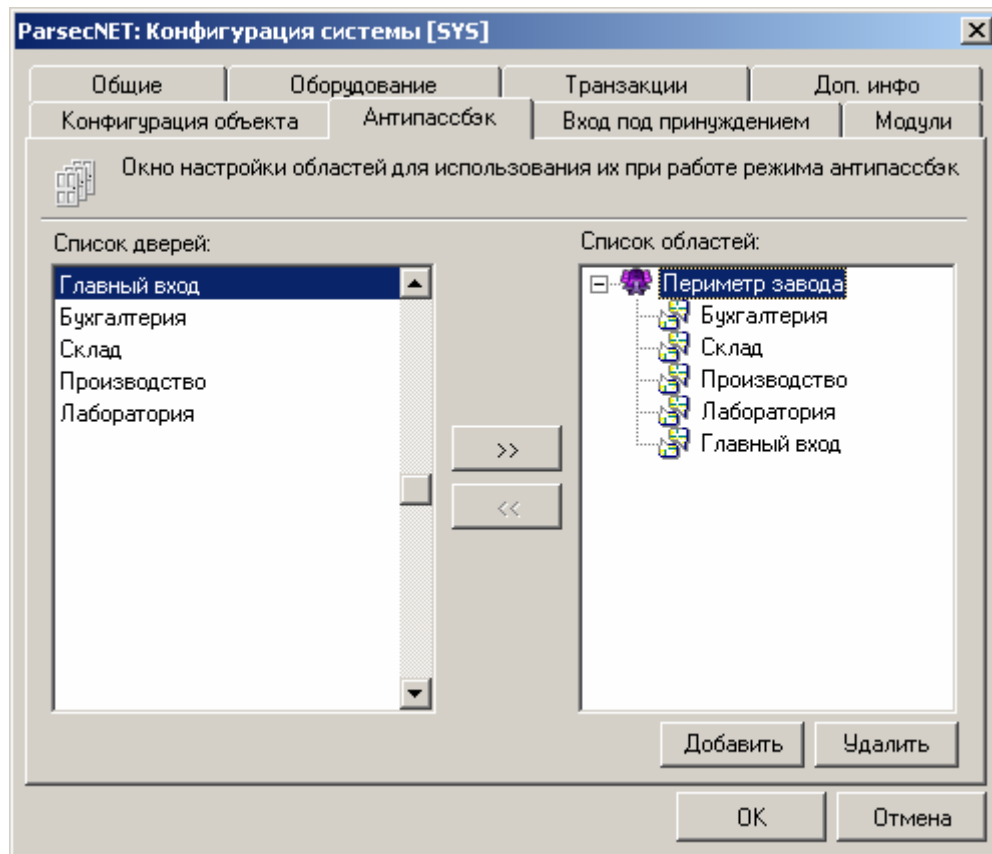 ParsecNET: Конфигурация системы [SYS]
Общие Оборудование Транзакции Доп. инфо
Конфигурация объекта Антипассбэк Вход под принуждением Модули
Окно настройки областей для использования их при работе режима антипассбэк
Список дверей:
Главный вход
Бухгалтерия
Склад
Производство
Лаборатория
>>
<<
Список областей:
Периметр завода
Бухгалтерия
Склад
Производство
Лаборатория
Главный вход
Добавить Удалить
OK Отмена